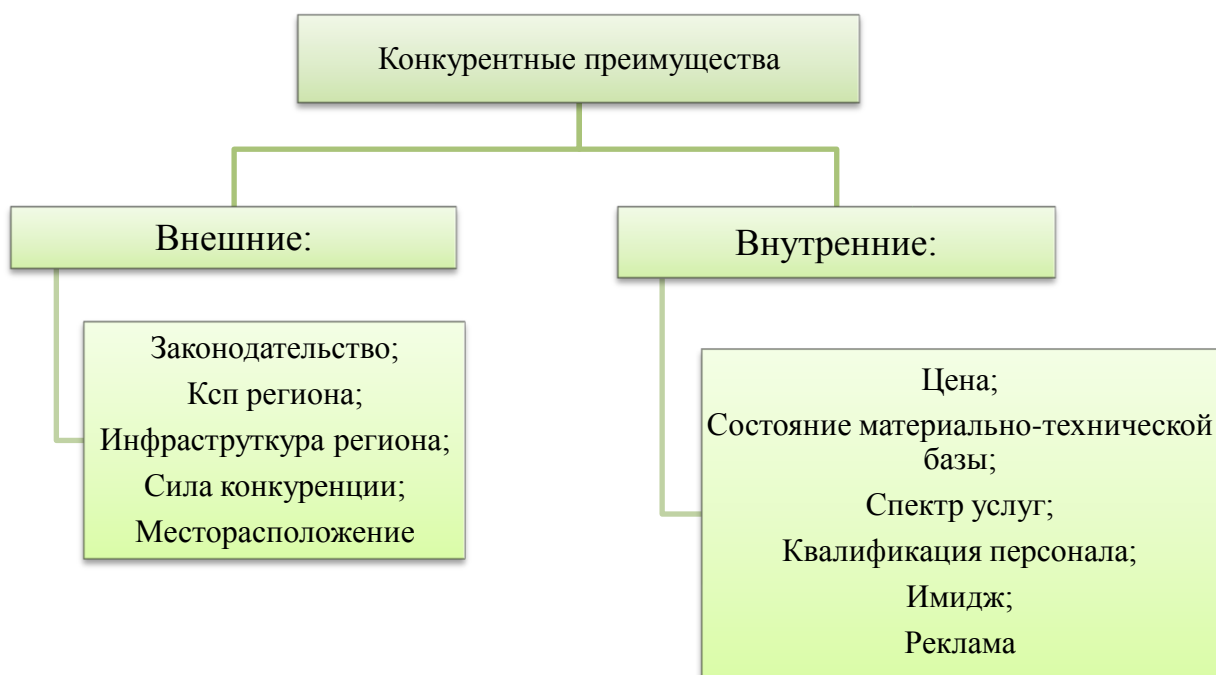 Конкурентные преимущества
Внешние:
Законодательство;
Ксп региона;
Инфраструткура региона;
Сила конкуренции;
Месторасположение
Внутренние:
Цена;
Состояние материально-технической
базы;
Спектр услуг;
Квалификация персонала;
Имидж;
Реклама